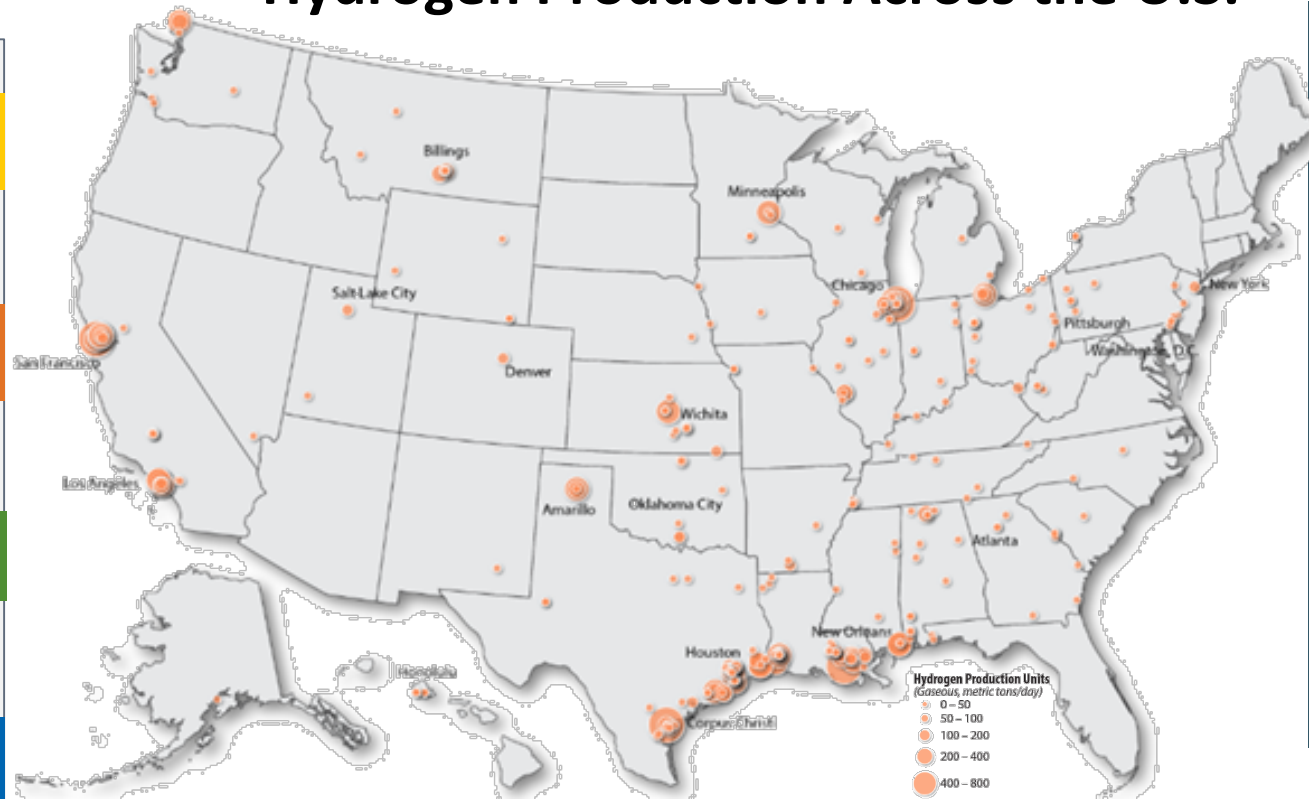 Hydrogen Production Across the U.S.
Billings
Minneapolis
Chicago
Salt Lake City
New York
Pittsburgh
Washington, D.C.
San Francisco
Denver
Wichita
Los Angeles
Amarillo
Oklahoma City
Atlanta
New Orleans
Houston
Honolulu
Corpus Christi
Hydrogen Production Units
(Gaseous, metric tons/day)
0 – 50
50 – 100
100 – 200
200 – 400
400 – 800